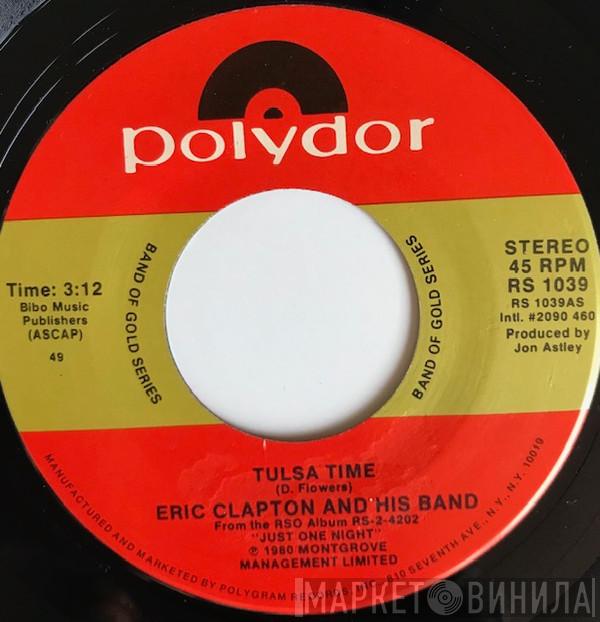 polydor
BAND OF GOLD SERIES
BAND OF GOLD SERIES
Time: 3:12
Bibo Music
Publishers
(ASCAP)
49
STEREO
45 RPM
RS 1039
RS 1039AS
Intl. #2090 460
Produced by
Jon Astley
TULSA TIME
(D. Flowers)
ERIC CLAPTON AND HIS BAND
From the RSO Album RS-2-4202
"JUST ONE NIGHT"
℗ 1980 MONTGROVE
MANAGEMENT LIMITED
MANUFACTURED AND MARKETED BY POLYGRAM RECORDS, INC., 810 SEVENTH AVE., N.Y., N.Y. 10019
МАРКЕТ ВИНИЛА